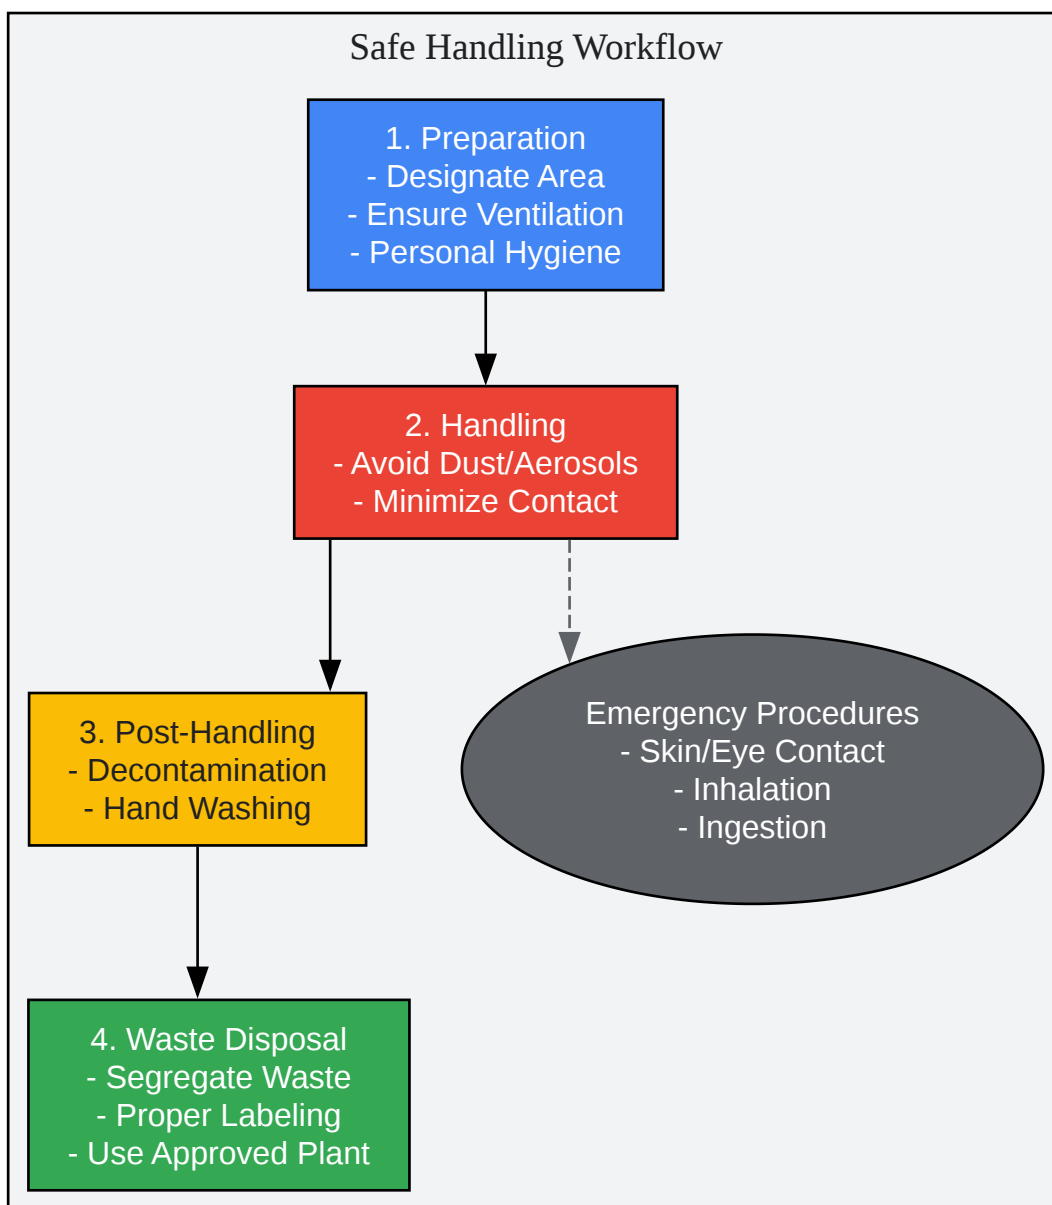 Safe Handling Workflow
1. Preparation
- Designate Area
- Ensure Ventilation
- Personal Hygiene
2. Handling
- Avoid Dust/Aerosols
- Minimize Contact
3. Post-Handling
- Decontamination
- Hand Washing
Emergency Procedures
- Skin/Eye Contact
- Inhalation
- Ingestion
4. Waste Disposal
- Segregate Waste
- Proper Labeling
- Use Approved Plant